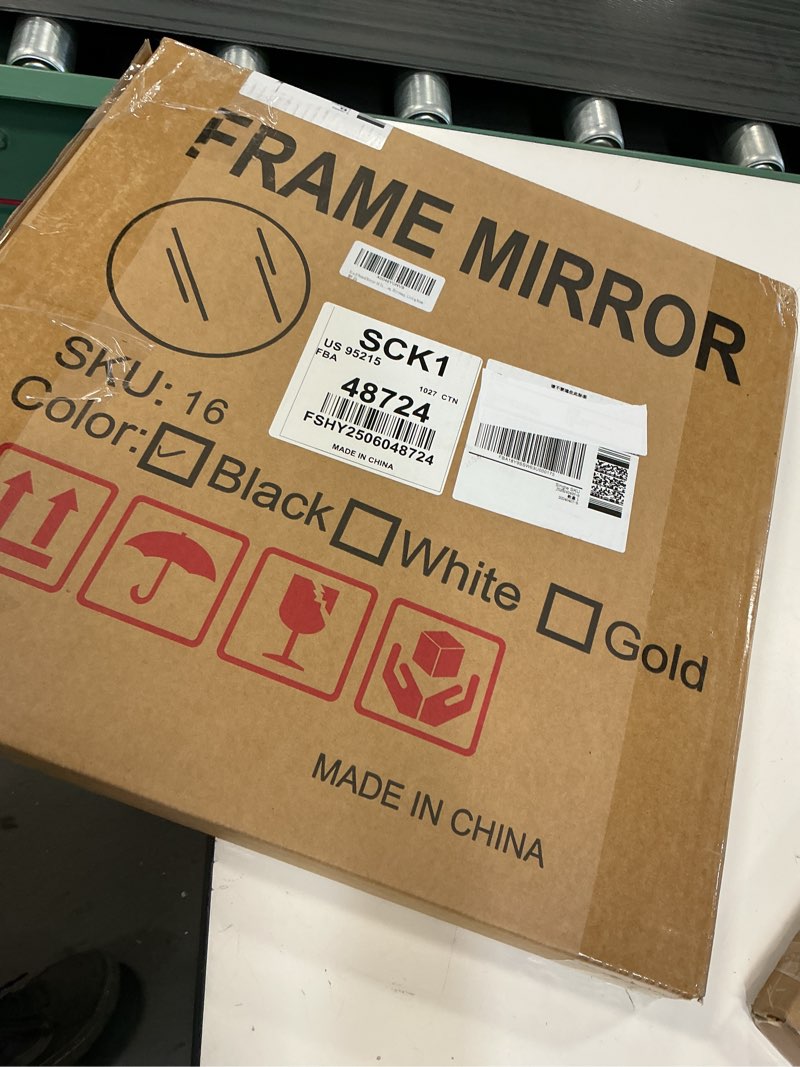 FRAME MIRROR
SKU: 16
Color: Black White Gold
SCK1
US 95215
FBA
1027 CTN
48724
FSHY2506048724
MADE IN CHINA
MADE IN CHINA